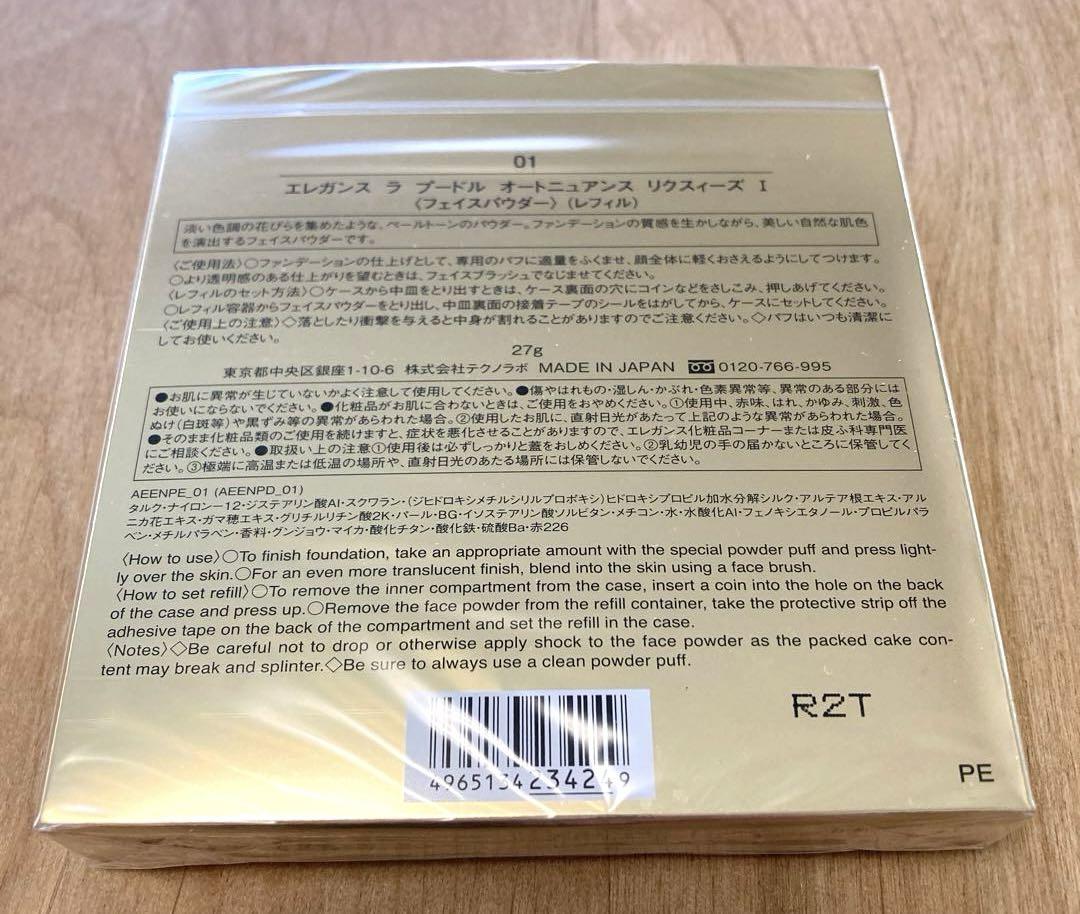 01
エレガンス ラ プードル オートニュアンス リクスィーズ I
〈フェイスパウダー〉(レフィル)
淡い色調の花びらを集めたような、ペールトーンのパウダー。ファンデーションの質感を生かしながら、美しい自然な肌色
を演出するフェイスパウダーです。
〈ご使用法〉○ファンデーションの仕上げとして、専用のパフに適量をふくませ、顔全体に軽くおさえるようにしてつけます。
○より透明感のある仕上がりを望むときは、フェイスブラッシュでなじませてください。
〈レフィルのセット方法〉○ケースから中皿をとり出すときは、ケース裏面の穴にコインなどをさしこみ、押しあげてください。
○レフィル容器からフェイスパウダーをとり出し、中皿裏面の接着テープのシールをはがしてから、ケースにセットしてください。
〈ご使用上の注意〉◇落としたり衝撃を与えると中身が割れることがありますのでご注意ください。◇パフはいつも清潔に
してお使いください。
27g
東京都中央区銀座1-10-6 株式会社テクノラボ MADE IN JAPAN 0120-766-995
●お肌に異常が生じていないかよく注意して使用してください。●傷やはれもの・湿しん・かぶれ・色素異常等、異常のある部分には
お使いにならないでください。●化粧品がお肌に合わないときは、ご使用をおやめください。①使用中、赤味、はれ、かゆみ、刺激、色
ぬけ(白斑等)や黒ずみ等の異常があらわれた場合。②使用したお肌に、直射日光があたって上記のような異常があらわれた場合。
●そのまま化粧品類のご使用を続けますと、症状を悪化させることがありますので、エレガンス化粧品コーナーまたは皮ふ科専門医
にご相談ください。●取扱い上の注意①使用後は必ずしっかりと蓋をおしめください。②乳幼児の手の届かないところに保管してく
ださい。③極端に高温または低温の場所や、直射日光のあたる場所には保管しないでください。
AEENPE_01 (AEENPD_01)
タルク・ナイロン-12・ジステアリン酸Al・スクワラン・(ジヒドロキシメチルシリルプロポキシ)ヒドロキシプロピル加水分解シルク・アルテア根エキス・アル
ニカ花エキス・ガマ穂エキス・グリチルリチン酸2K・パール・BG・イソステアリン酸ソルビタン・メチコン・水・水酸化Al・フェノキシエタノール・プロピルパラ
ベン・メチルパラベン・香料・グンジョウ・マイカ・酸化チタン・酸化鉄・硫酸Ba・赤226
〈How to use〉○To finish foundation, take an appropriate amount with the special powder puff and press light-
ly over the skin.○For an even more translucent finish, blend into the skin using a face brush.
〈How to set refill〉○To remove the inner compartment from the case, insert a coin into the hole on the back
of the case and press up.○Remove the face powder from the refill container, take the protective strip off the
adhesive tape on the back of the compartment and set the refill in the case.
〈Notes〉◇Be careful not to drop or otherwise apply shock to the face powder as the packed cake con-
tent may break and splinter.◇Be sure to always use a clean powder puff.
R2T
4965134234249
PE